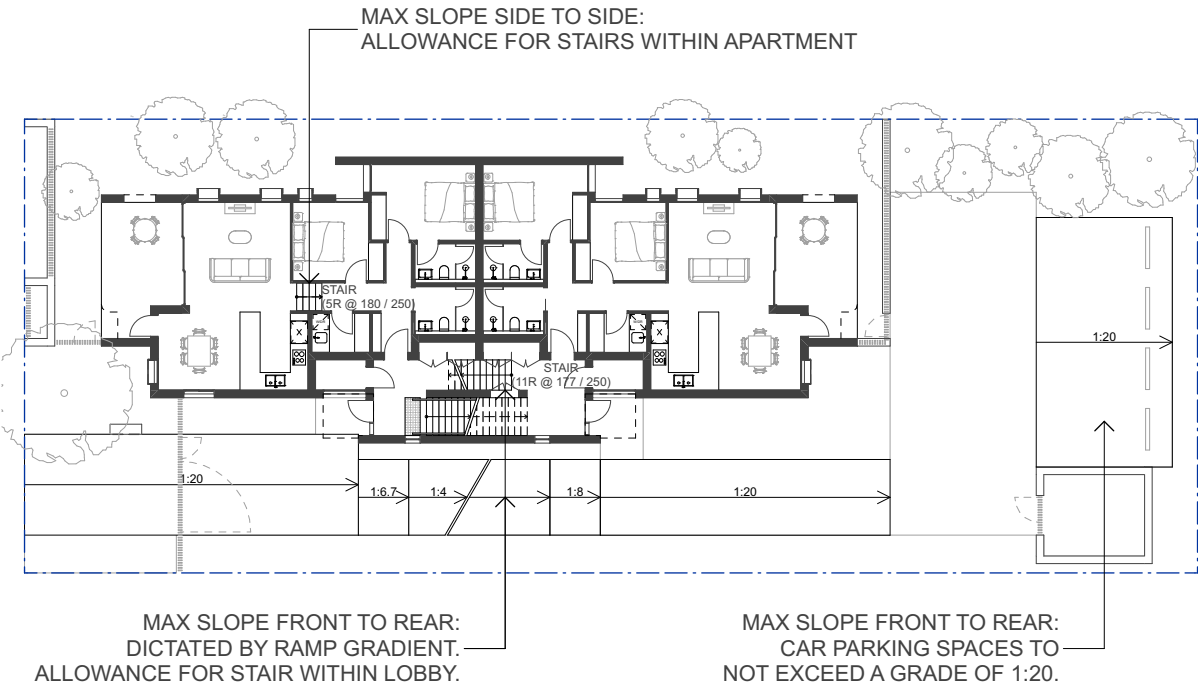 MAX SLOPE SIDE TO SIDE:
ALLOWANCE FOR STAIRS WITHIN APARTMENT
STAIR
(5R @ 180 / 250)
1:20
STAIR
(11R @ 177 / 250)
1:20
1:6.7
1:4
1:8
1:20
MAX SLOPE FRONT TO REAR:
DICTATED BY RAMP GRADIENT.
ALLOWANCE FOR STAIR WITHIN LOBBY.
MAX SLOPE FRONT TO REAR:
CAR PARKING SPACES TO
NOT EXCEED A GRADE OF 1:20.